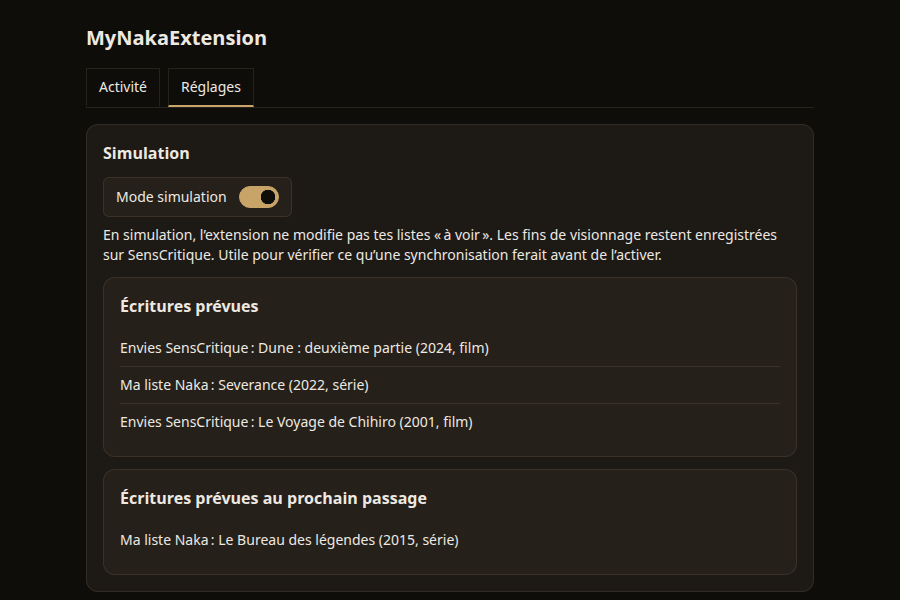 MyNakaExtension
Activité
Réglages
Simulation
Mode simulation
En simulation, l’extension ne modifie pas tes listes « à voir ». Les fins de visionnage restent enregistrées
sur SensCritique. Utile pour vérifier ce qu’une synchronisation ferait avant de l’activer.
Écritures prévues
Envies SensCritique : Dune : deuxième partie (2024, film)
Ma liste Naka : Severance (2022, série)
Envies SensCritique : Le Voyage de Chihiro (2001, film)
Écritures prévues au prochain passage
Ma liste Naka : Le Bureau des légendes (2015, série)